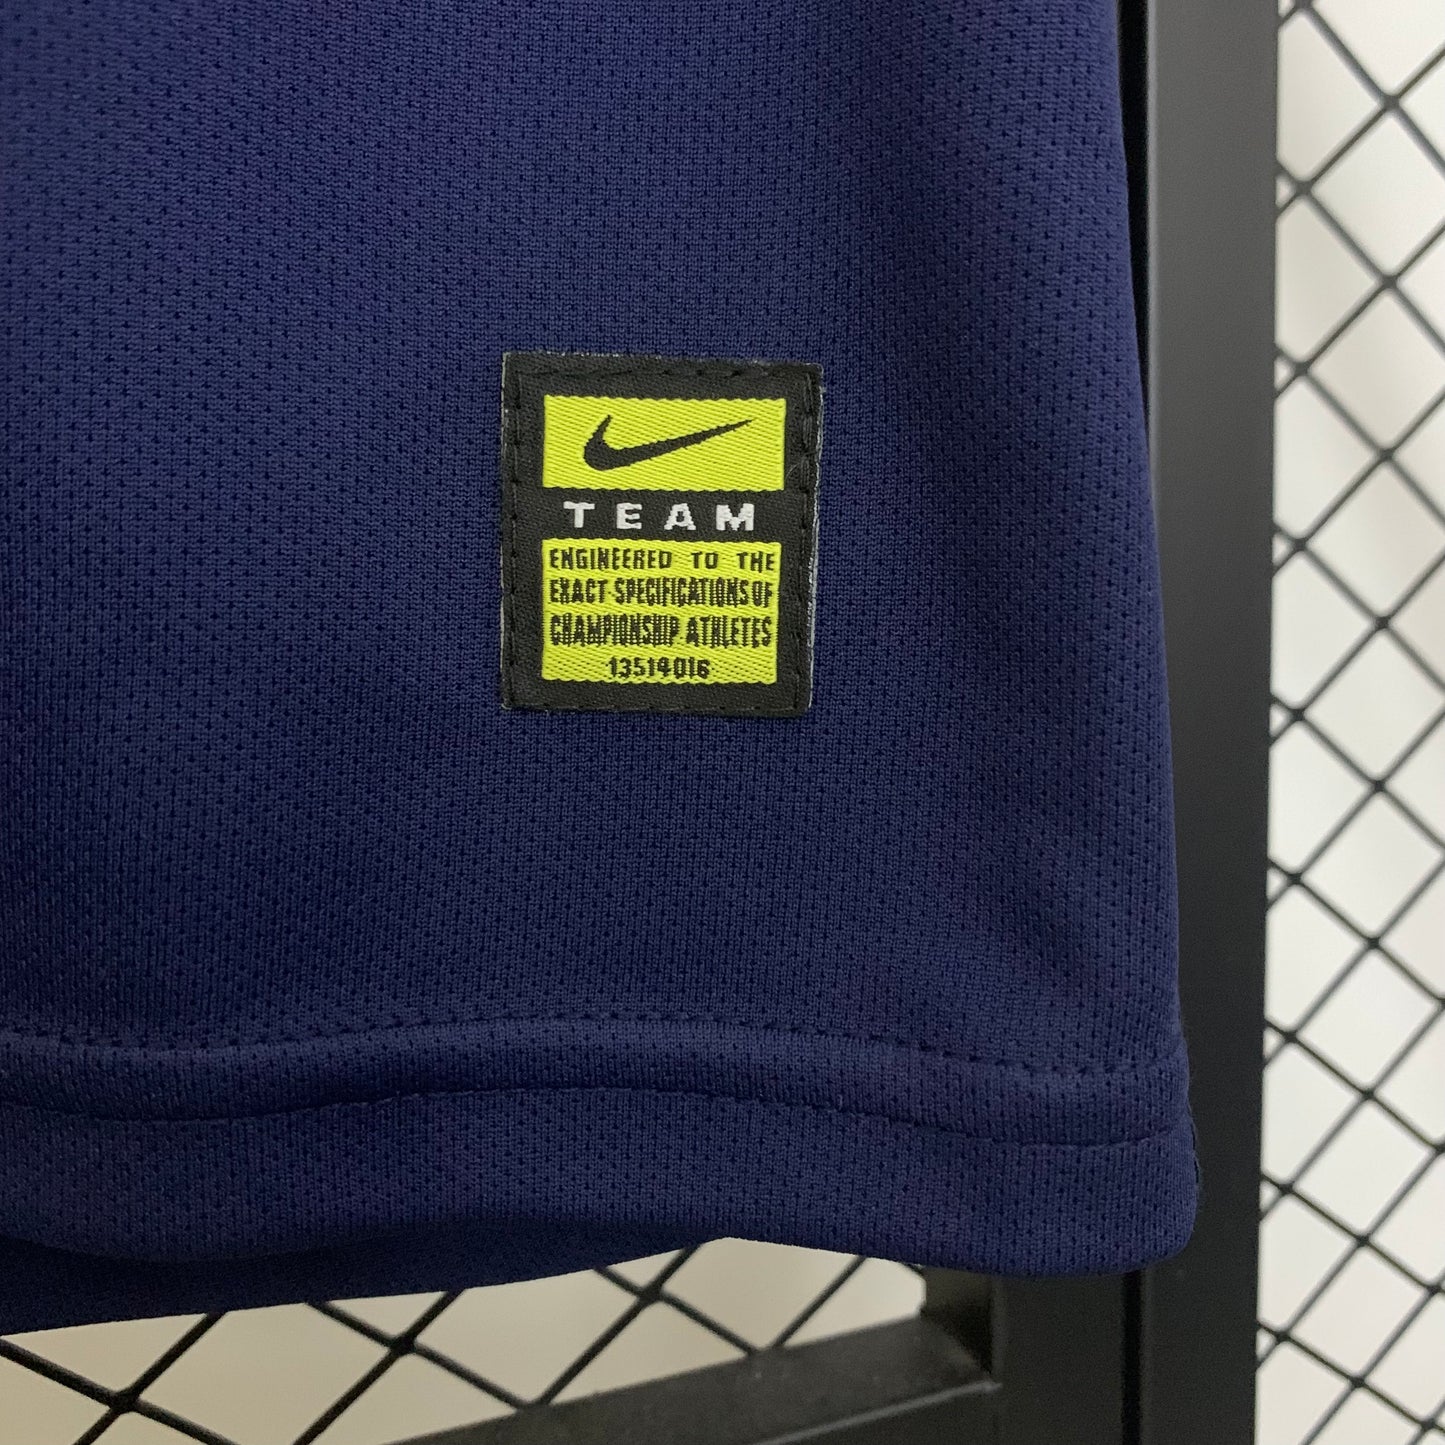 TEAM
ENGINEERED TO THE
EXACT SPECIFICATIONS OF
CHAMPIONSHIP ATHLETES
13514016